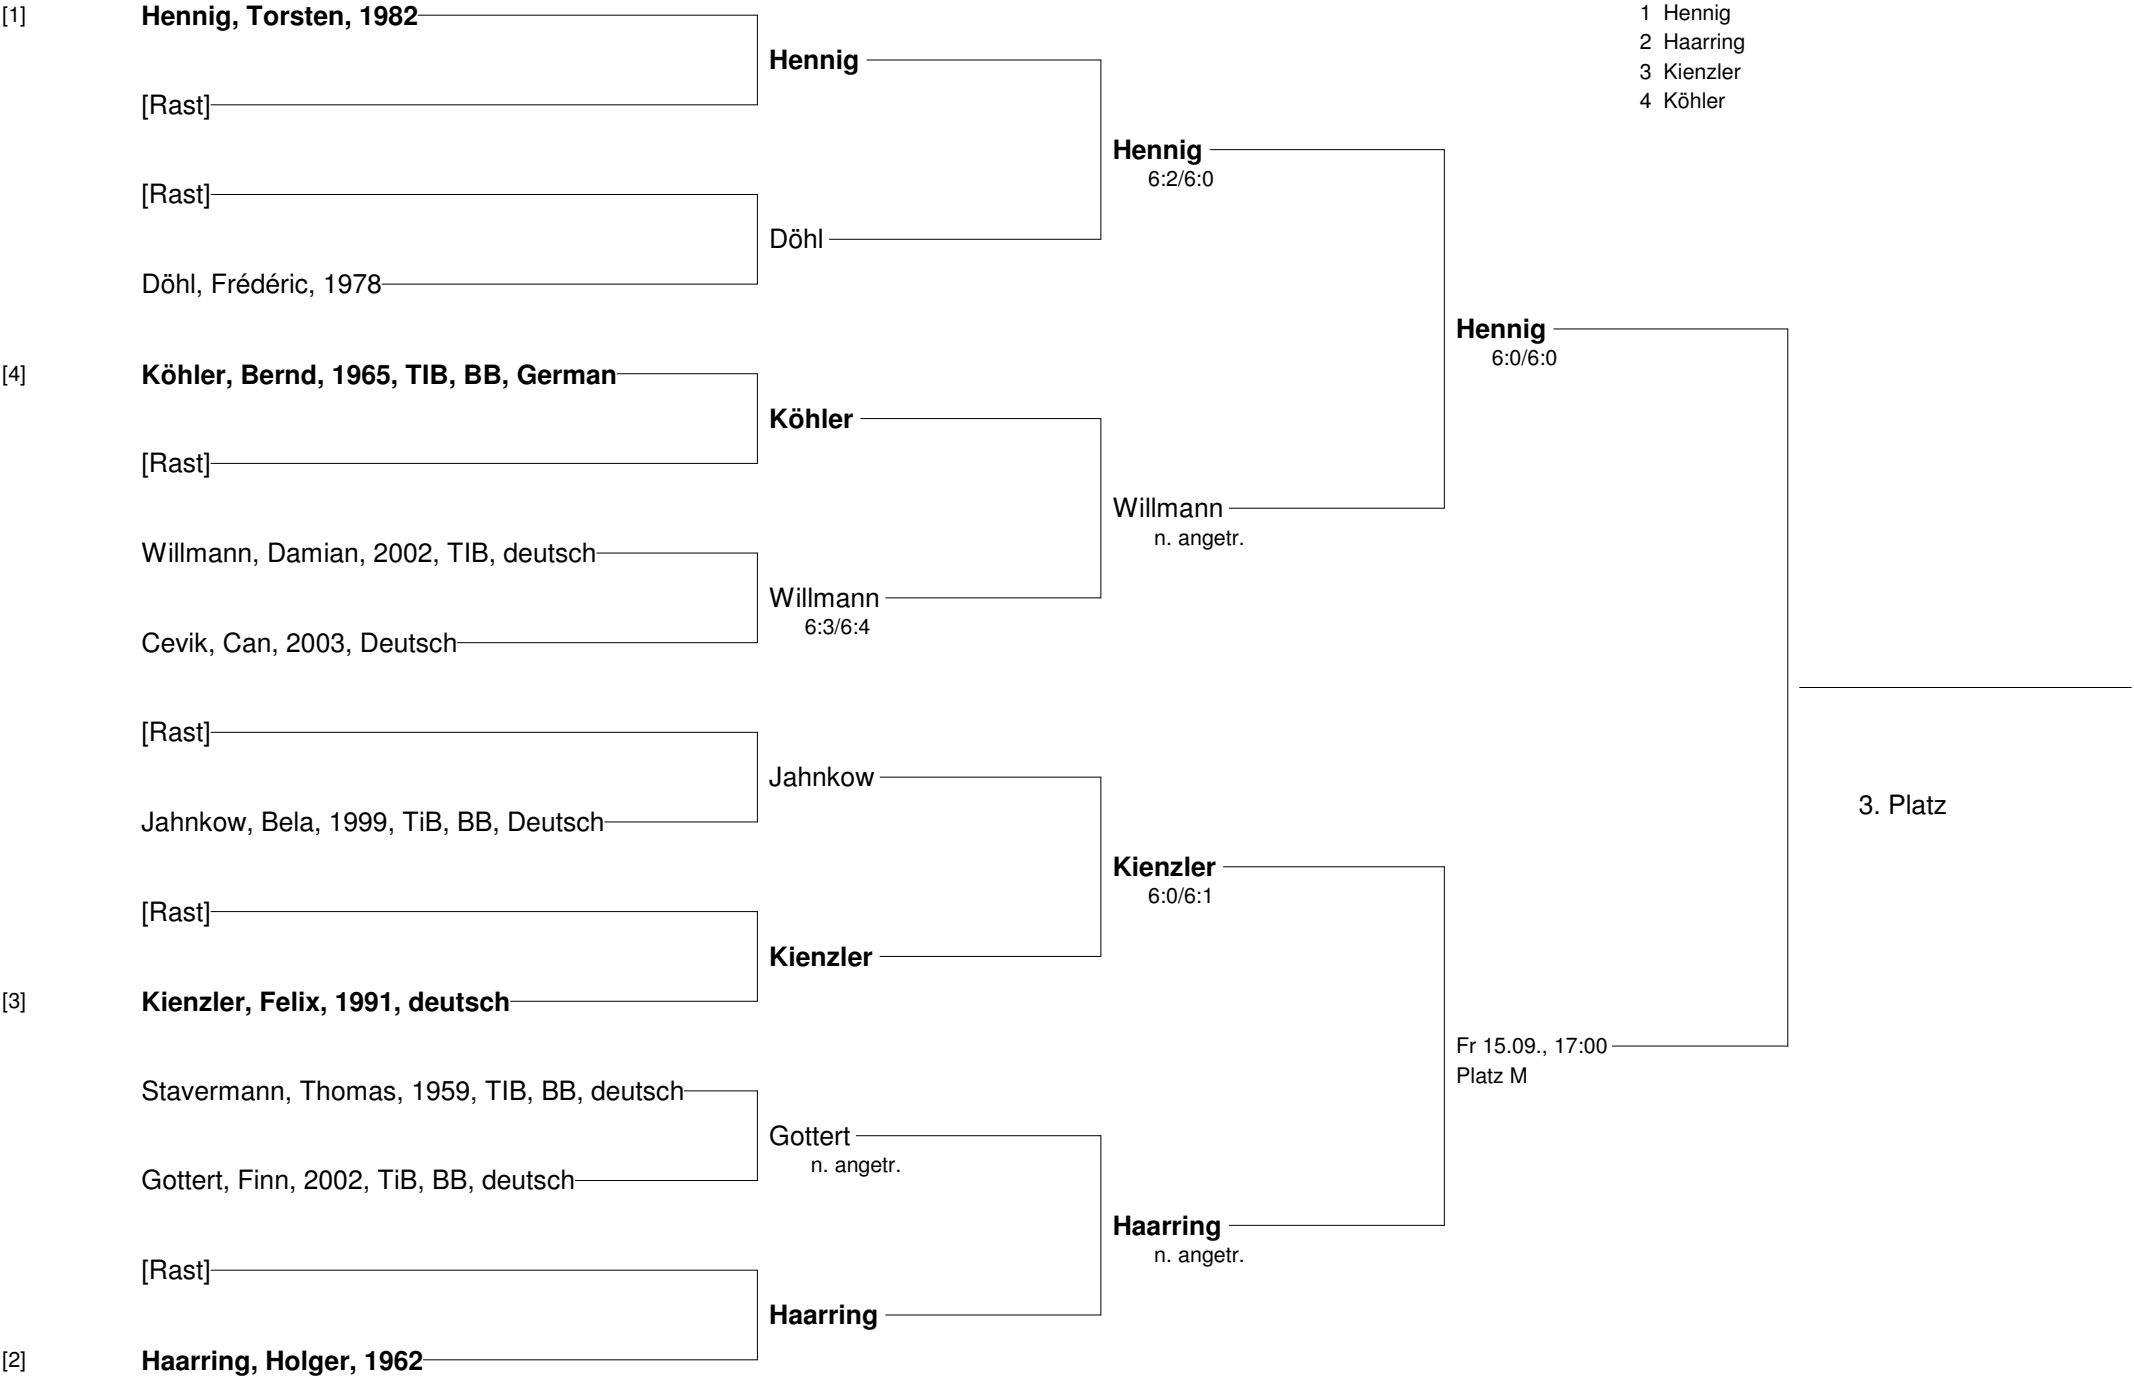 [1] Hennig, Torsten, 1982
[Rast]
Hennig
[Rast]
Döhl, Frédéric, 1978
Döhl
Hennig
6:2/6:0
[4] Köhler, Bernd, 1965, TIB, BB, German
[Rast]
Köhler
Willmann, Damian, 2002, TIB, deutsch
Cevik, Can, 2003, Deutsch
Willmann
6:3/6:4
Willmann
n. angetr.
Hennig
6:0/6:0
[Rast]
Jahnkow, Bela, 1999, TiB, BB, Deutsch
Jahnkow
[Rast]
[3] Kienzler, Felix, 1991, deutsch
Kienzler
Kienzler
6:0/6:1
Stavermann, Thomas, 1959, TIB, BB, deutsch
Gottert, Finn, 2002, TiB, BB, deutsch
Gottert
n. angetr.
[Rast]
[2] Haarring, Holger, 1962
Haarring
Haarring
n. angetr.
Fr 15.09., 17:00
Platz M
1 Hennig
2 Haarring
3 Kienzler
4 Köhler
3. Platz